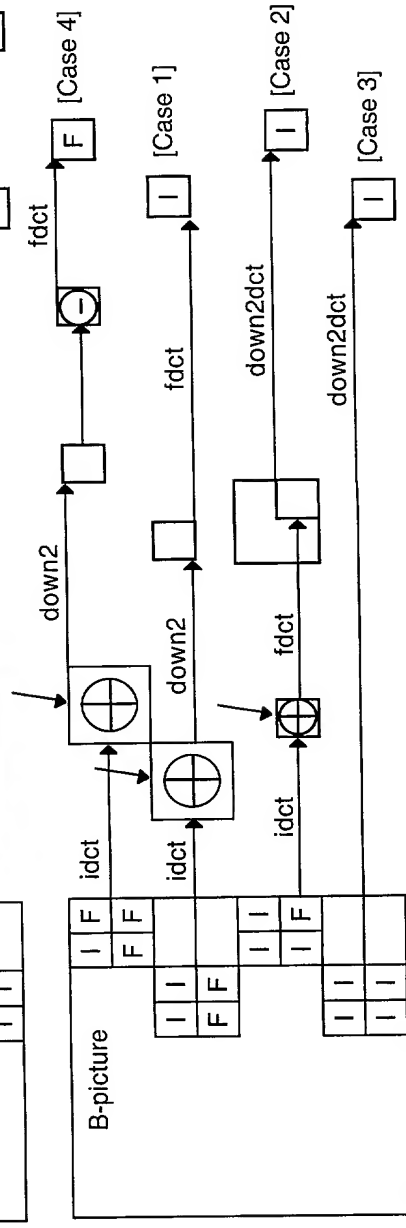 I I
fdct
F [Case 4]
down2
idct
B-picture
I F
F F
I [Case 1]
fdct
down2
idct
I I
F F
I [Case 2]
down2dct
fdct
idct
I I
I F
I [Case 3]
down2dct
I I
I I